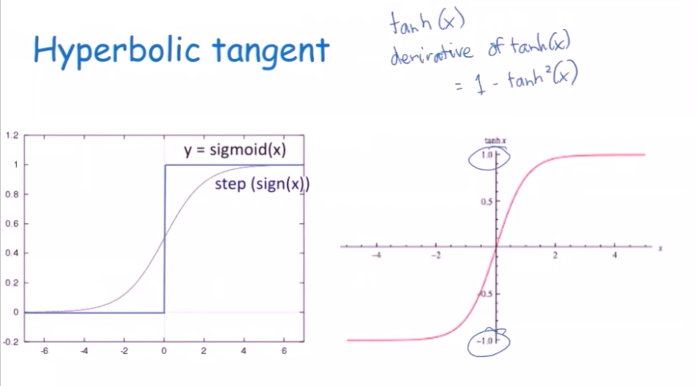 Hyperbolic tangent
tanh(x)
derivative of tanh(x)
= 1 - tanh²(x)
1.2
1
0.8
0.6
0.4
0.2
0
-0.2
-6 -4 -2 0 2 4 6
y = sigmoid(x)
step (sign(x))
tanh x
1.0
0.5
-4 -2 2 4 x
-0.5
-1.0